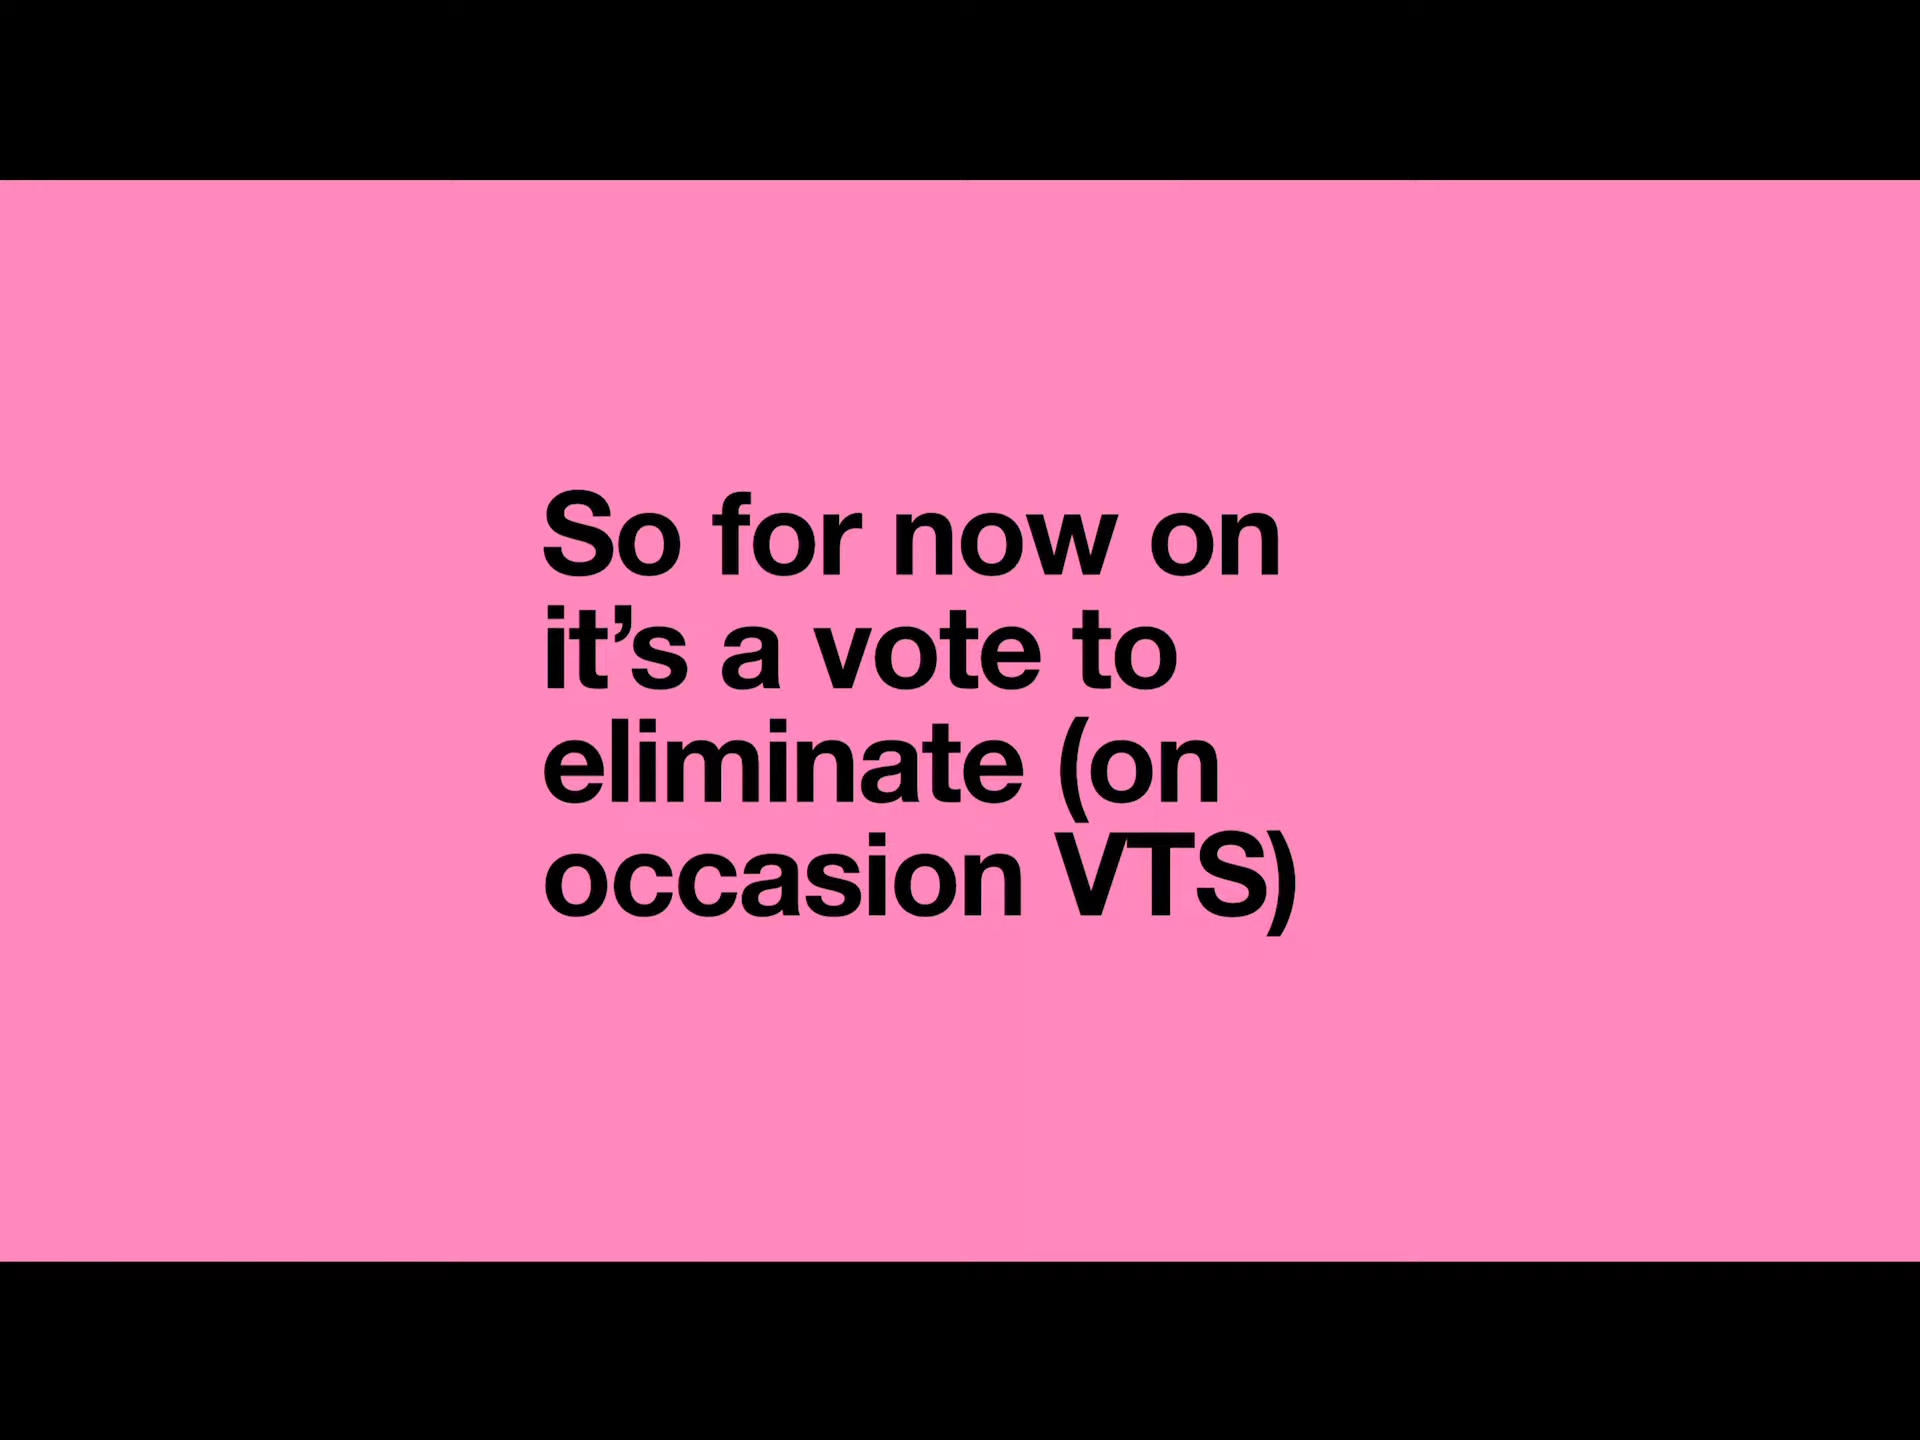 So for now on
it’s a vote to
eliminate (on
occasion VTS)